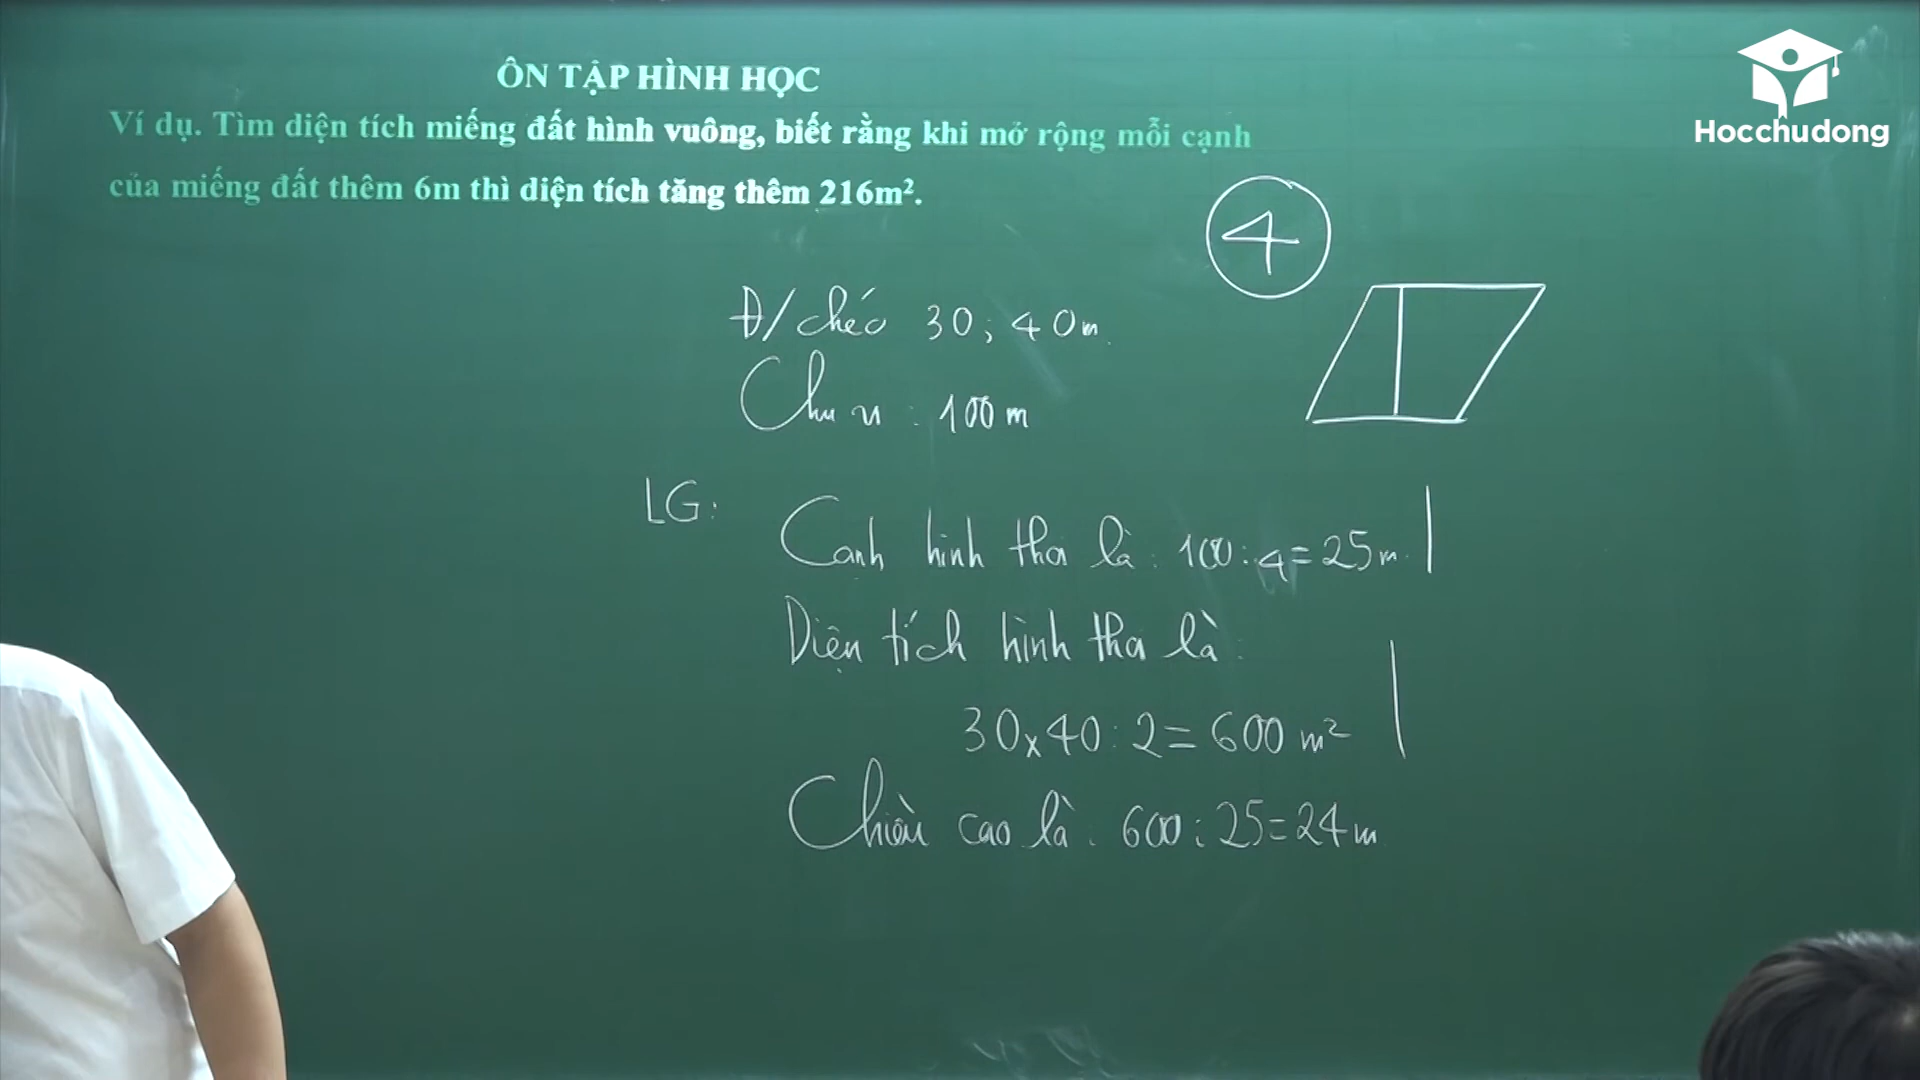 ÔN TẬP HÌNH HỌC
Ví dụ. Tìm diện tích miếng đất hình vuông, biết rằng khi mở rộng mỗi cạnh
của miếng đất thêm 6m thì diện tích tăng thêm 216m².
Hocchudong
4
Đ/chéo 30; 40m
Chu vi : 100 m
LG:
Cạnh hình thoi là: 100 : 4 = 25m
Diện tích hình thoi là:
30 x 40 : 2 = 600 m²
Chiều cao là: 600 : 25 = 24 m